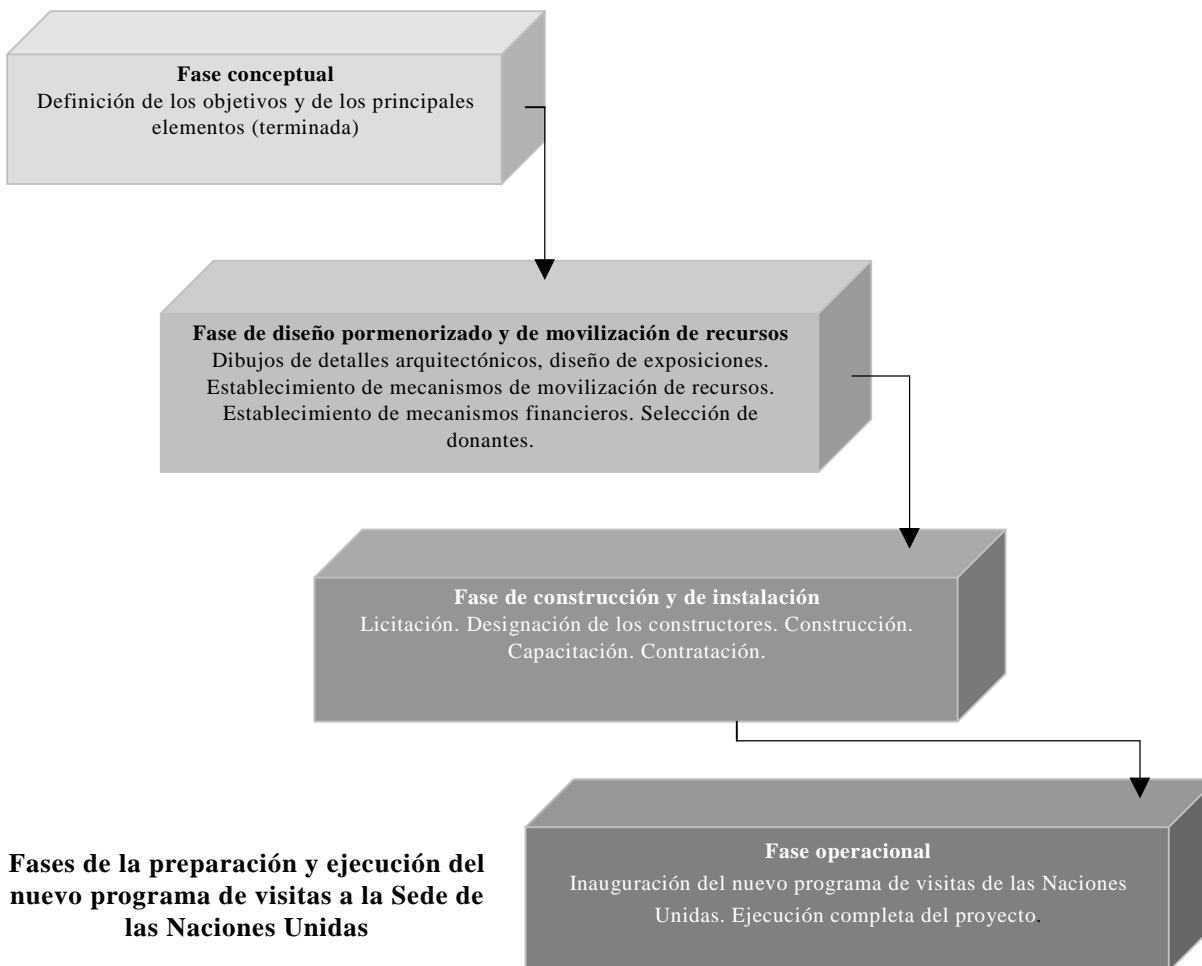 Fase conceptual
Definición de los objetivos y de los principales
elementos (terminada)
Fase de diseño pormenorizado y de movilización de recursos
Dibujos de detalles arquitectónicos, diseño de exposiciones.
Establecimiento de mecanismos de movilización de recursos.
Establecimiento de mecanismos financieros. Selección de
donantes.
Fase de construcción y de instalación
Licitación. Designación de los constructores. Construcción.
Capacitación. Contratación.
Fase operacional
Inauguración del nuevo programa de visitas de las Naciones
Unidas. Ejecución completa del proyecto.
Fases de la preparación y ejecución del
nuevo programa de visitas a la Sede de
las Naciones Unidas